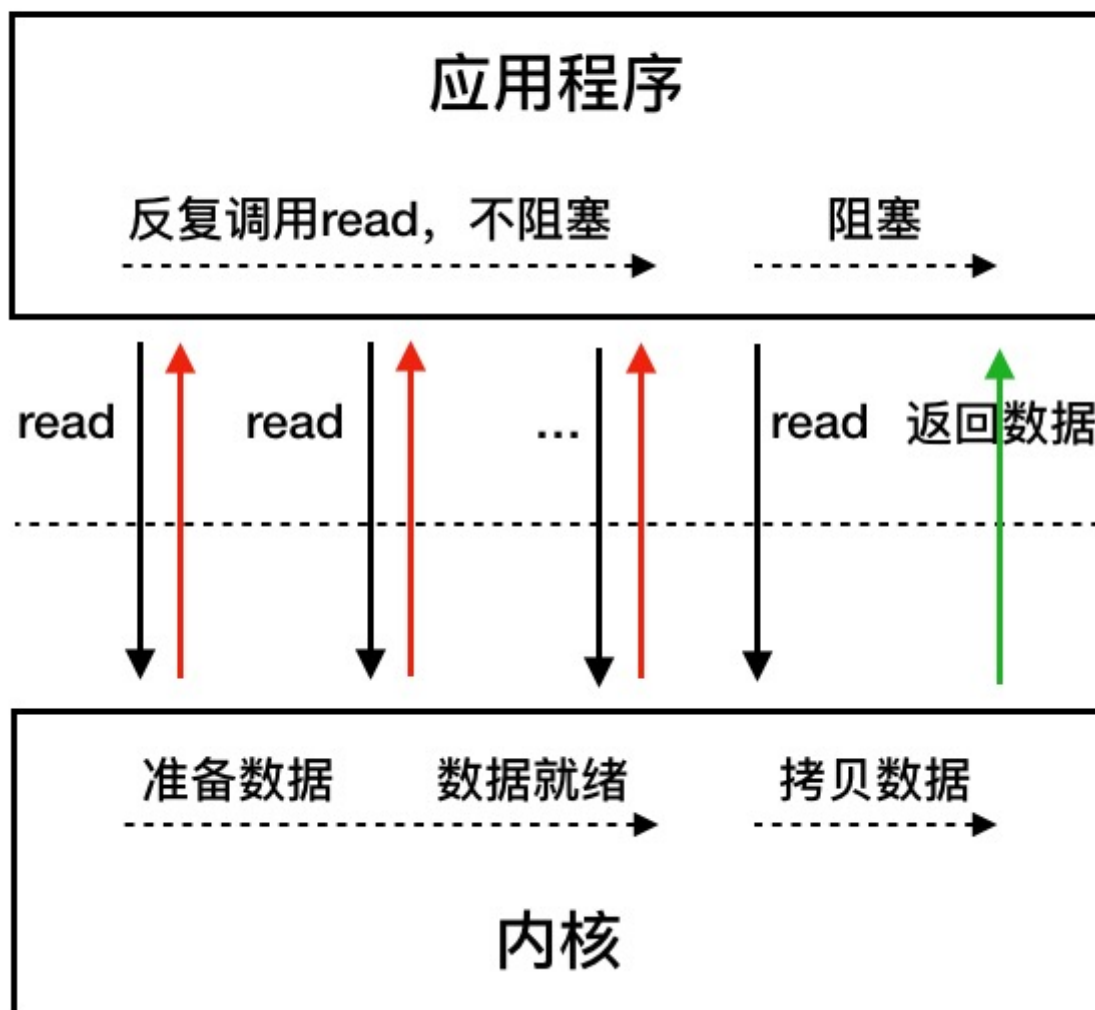 应用程序
反复调用read，不阻塞 阻塞
read read ... read 返回数据
准备数据 数据就绪 拷贝数据
内核